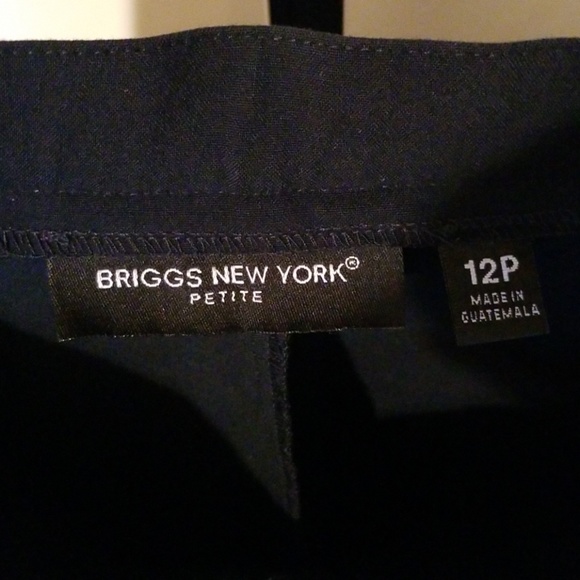 BRIGGS NEW YORK®
PETITE
12P
MADE IN
GUATEMALA